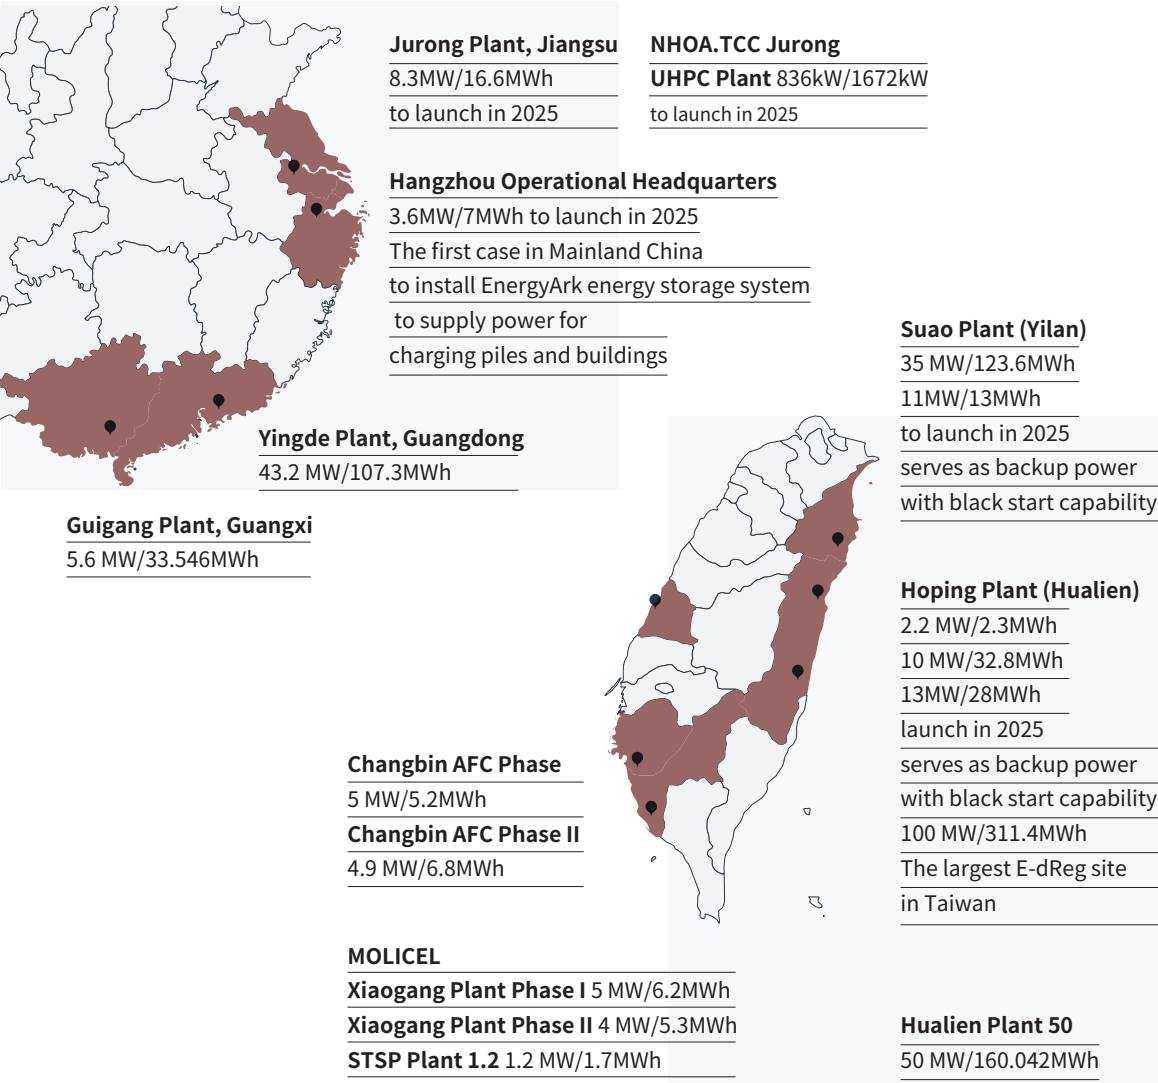 Jurong Plant, Jiangsu
8.3MW/16.6MWh
to launch in 2025
NHOA.TCC Jurong
UHPC Plant 836kW/1672kW
to launch in 2025
Hangzhou Operational Headquarters
3.6MW/7MWh to launch in 2025
The first case in Mainland China
to install EnergyArk energy storage system
to supply power for
charging piles and buildings
Yingde Plant, Guangdong
43.2 MW/107.3MWh
Guigang Plant, Guangxi
5.6 MW/33.546MWh
Suao Plant (Yilan)
35 MW/123.6MWh
11MW/13MWh
to launch in 2025
serves as backup power
with black start capability
Hoping Plant (Hualien)
2.2 MW/2.3MWh
10 MW/32.8MWh
13MW/28MWh
launch in 2025
serves as backup power
with black start capability
100 MW/311.4MWh
The largest E-dReg site
in Taiwan
Changbin AFC Phase
5 MW/5.2MWh
Changbin AFC Phase II
4.9 MW/6.8MWh
MOLICEL
Xiaogang Plant Phase I 5 MW/6.2MWh
Xiaogang Plant Phase II 4 MW/5.3MWh
STSP Plant 1.2 1.2 MW/1.7MWh
Hualien Plant 50
50 MW/160.042MWh